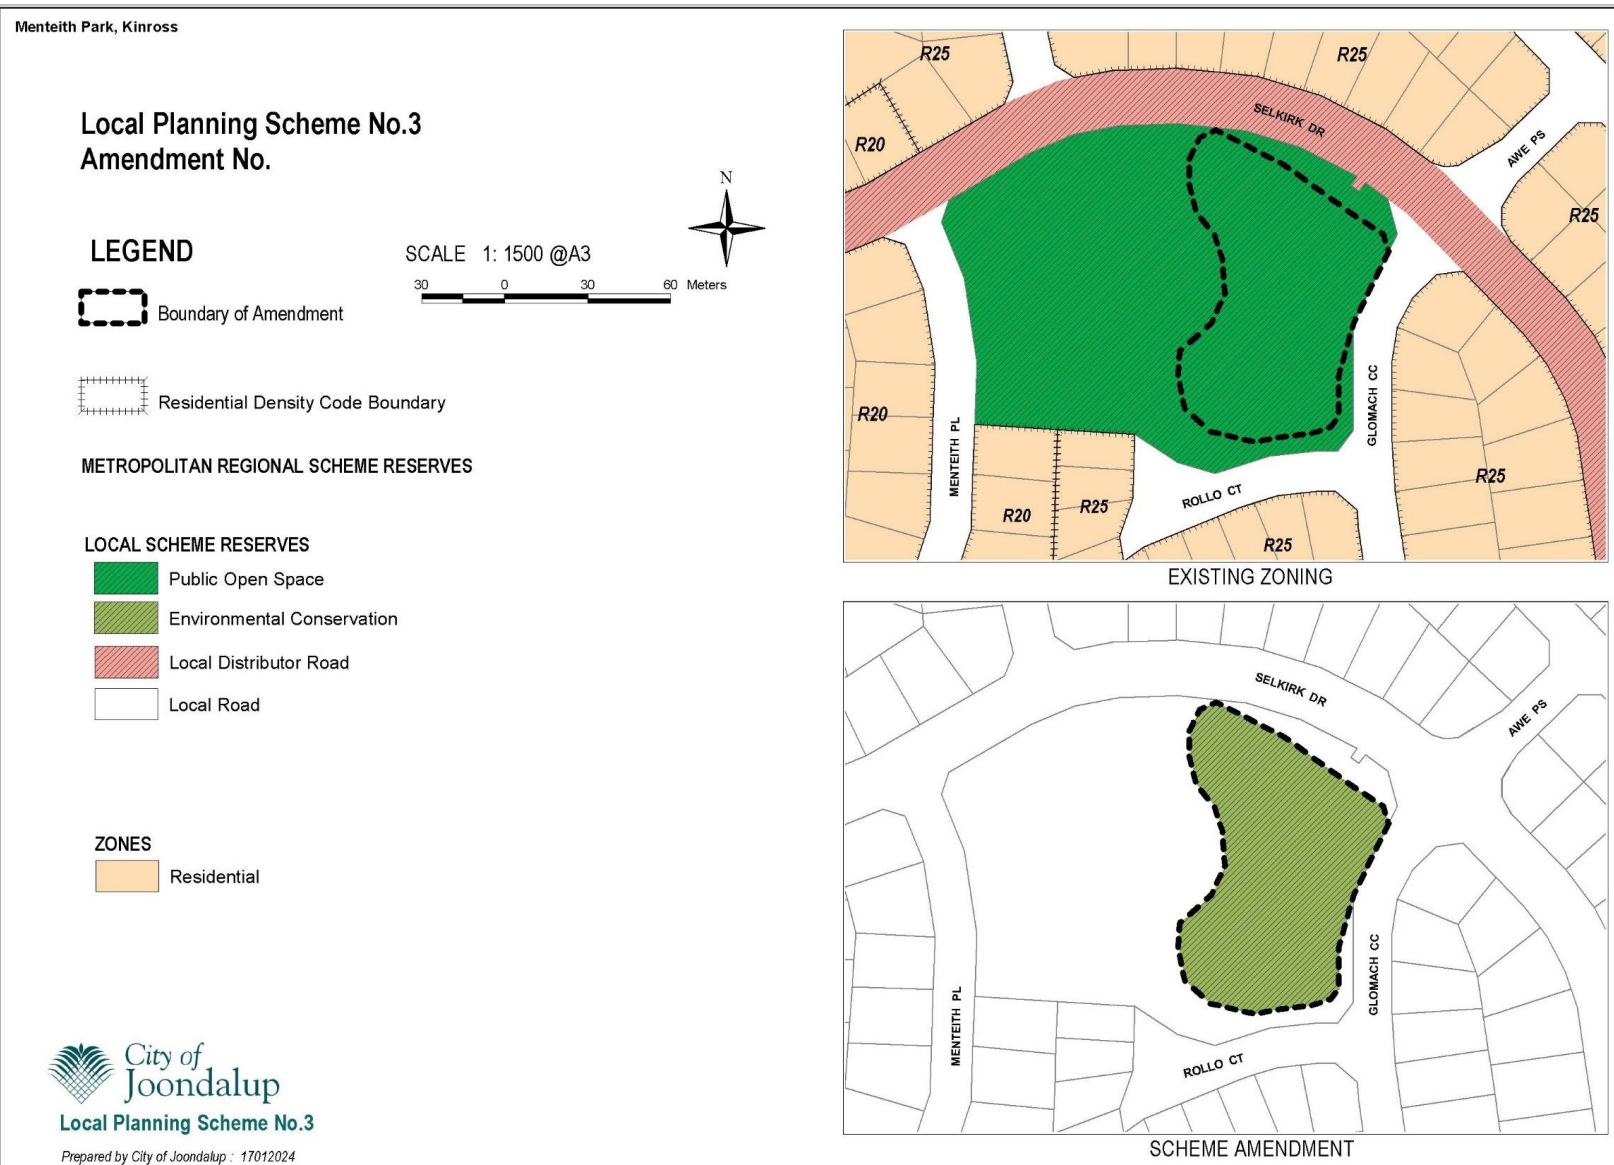 Menteith Park, Kinross
Local Planning Scheme No.3
Amendment No.
N
LEGEND
SCALE 1: 1500 @A3
30 0 30 60 Meters
Boundary of Amendment
Residential Density Code Boundary
METROPOLITAN REGIONAL SCHEME RESERVES
LOCAL SCHEME RESERVES
Public Open Space
Environmental Conservation
Local Distributor Road
Local Road
ZONES
Residential
City of
Joondalup
Local Planning Scheme No.3
Prepared by City of Joondalup : 17012024
R25
R25
R20
SELKIRK DR
AWE PS
R25
R20
MENTEITH PL
GLOMACH CC
R20
R25
ROLLO CT
R25
R25
EXISTING ZONING
SELKIRK DR
AWE PS
MENTEITH PL
GLOMACH CC
ROLLO CT
SCHEME AMENDMENT